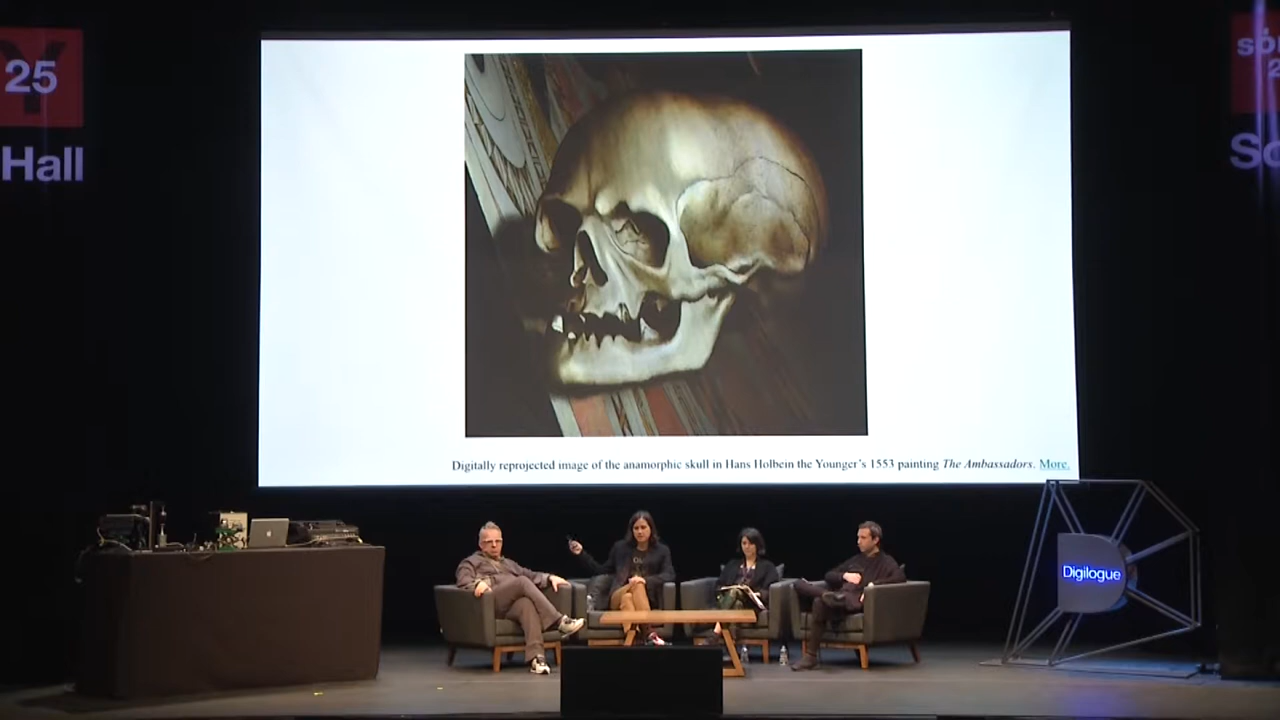 25
Hall
Digitally reprojected image of the anamorphic skull in Hans Holbein the Younger's 1553 painting The Ambassadors. More.
Digilogue